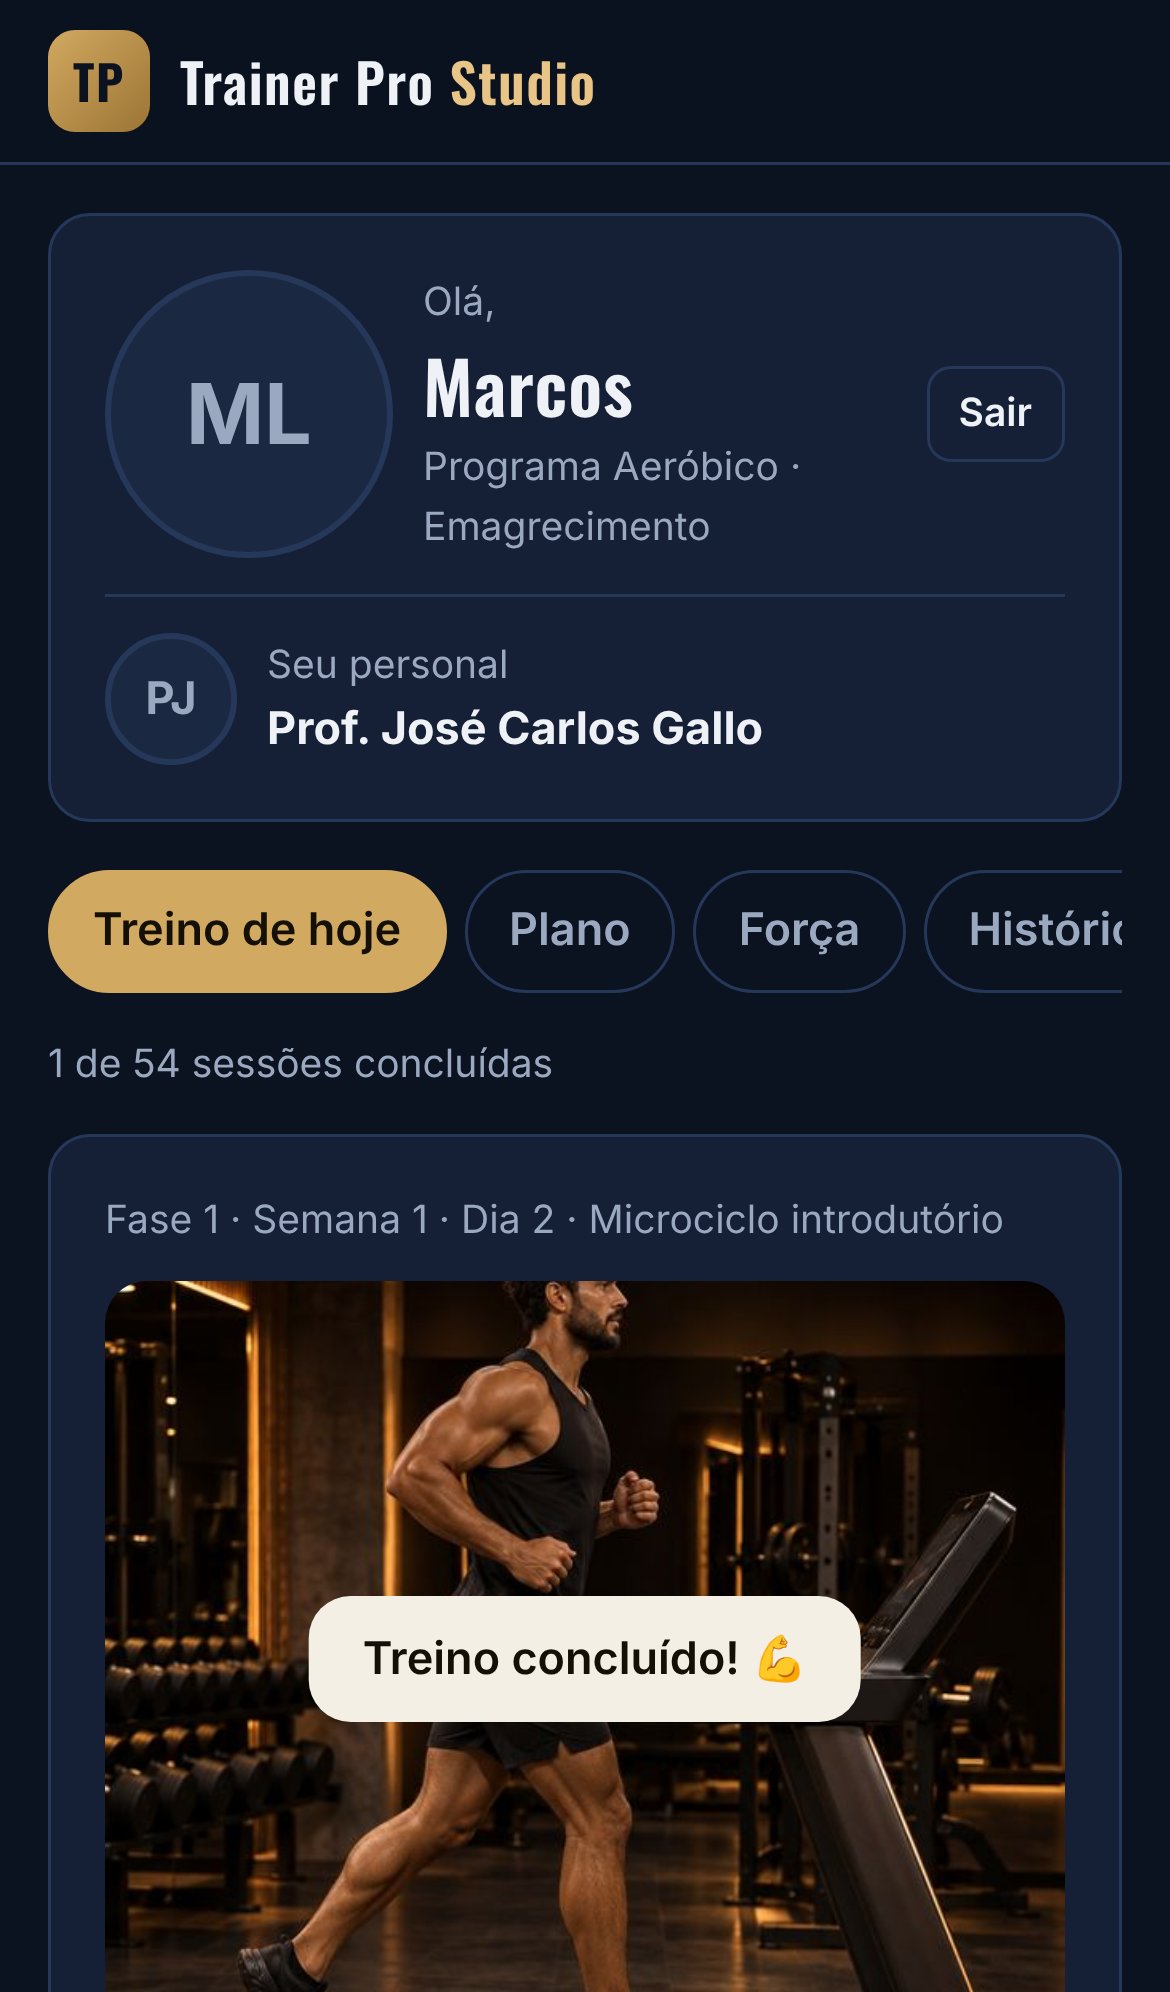 TP
Trainer Pro Studio
Olá,
Marcos
Programa Aeróbico ·
Emagrecimento
ML
Sair
PJ
Seu personal
Prof. José Carlos Gallo
Treino de hoje
Plano
Força
Históric
1 de 54 sessões concluídas
Fase 1 · Semana 1 · Dia 2 · Microciclo introdutório
Treino concluído! 💪